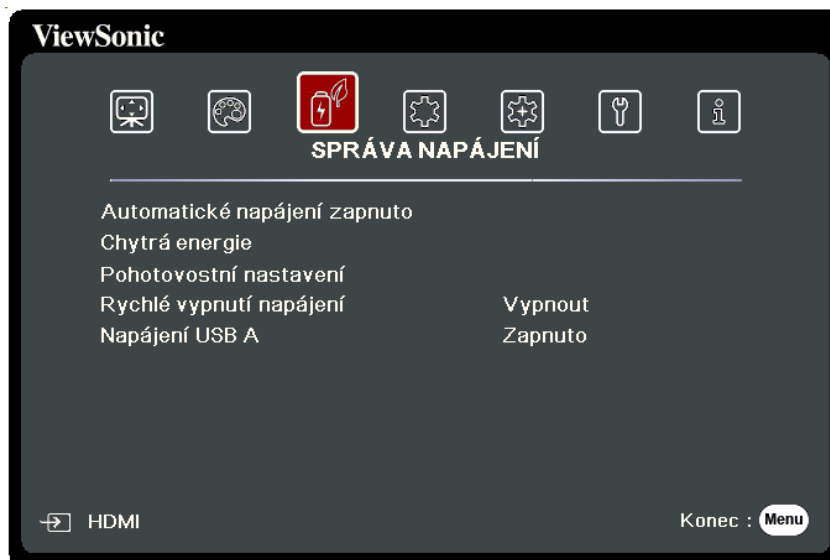 ViewSonic
SPRÁVA NAPÁJENÍ
Automatické napájení zapnuto
Chytrá energie
Pohotovostní nastavení
Rychlé vypnutí napájení Vypnout
Napájení USB A Zapnuto
HDMI Konec : Menu